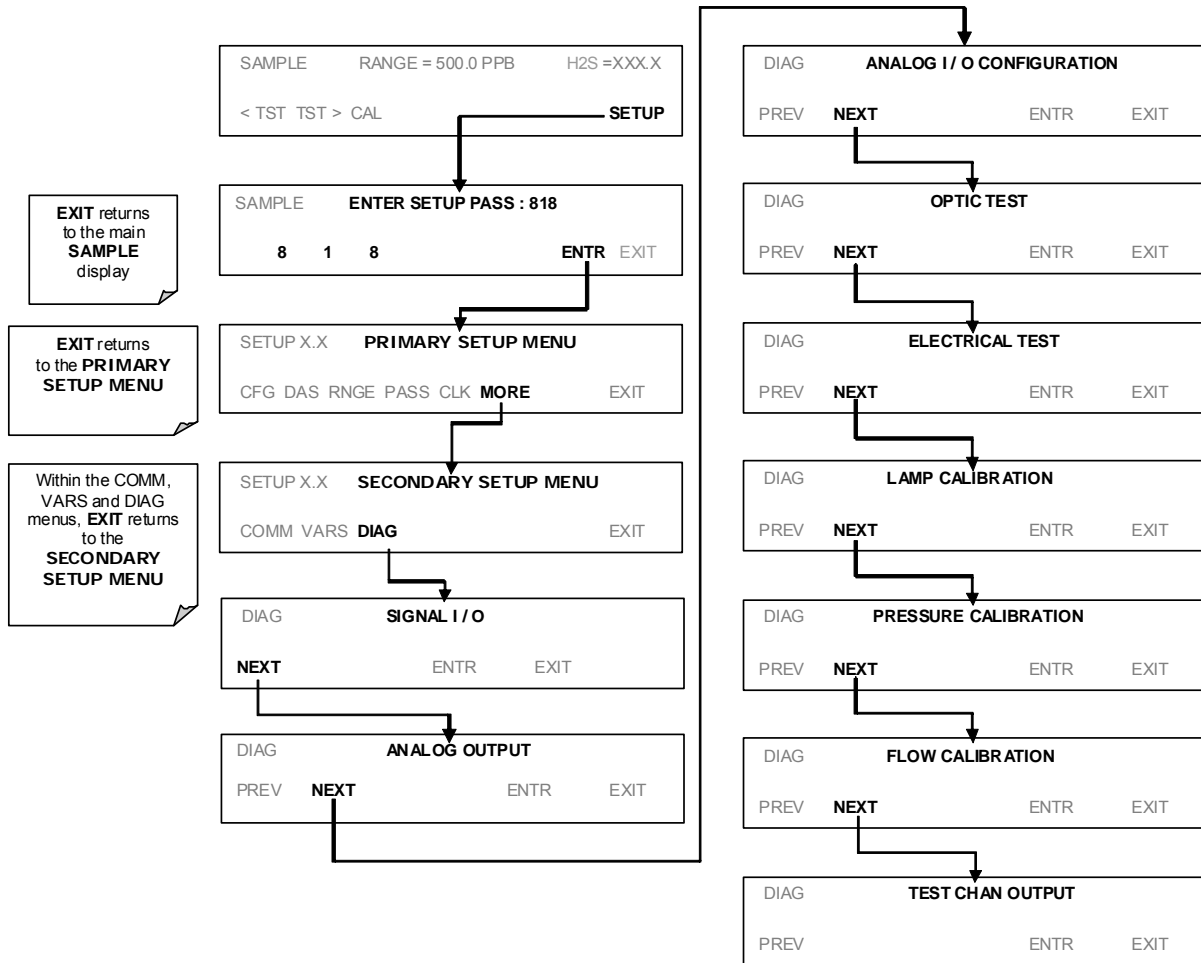 SAMPLE RANGE = 500.0 PPB H2S =XXX.X
< TST TST > CAL SETUP
EXIT returns
to the main
SAMPLE
display
SAMPLE ENTER SETUP PASS : 818
8 1 8 ENTR EXIT
EXIT returns
to the PRIMARY
SETUP MENU
SETUP X.X PRIMARY SETUP MENU
CFG DAS RNGE PASS CLK MORE EXIT
Within the COMM,
VARS and DIAG
menus, EXIT returns
to the
SECONDARY
SETUP MENU
SETUP X.X SECONDARY SETUP MENU
COMM VARS DIAG EXIT
DIAG SIGNAL I / O
NEXT ENTR EXIT
DIAG ANALOG OUTPUT
PREV NEXT ENTR EXIT
DIAG ANALOG I / O CONFIGURATION
PREV NEXT ENTR EXIT
DIAG OPTIC TEST
PREV NEXT ENTR EXIT
DIAG ELECTRICAL TEST
PREV NEXT ENTR EXIT
DIAG LAMP CALIBRATION
PREV NEXT ENTR EXIT
DIAG PRESSURE CALIBRATION
PREV NEXT ENTR EXIT
DIAG FLOW CALIBRATION
PREV NEXT ENTR EXIT
DIAG TEST CHAN OUTPUT
PREV ENTR EXIT